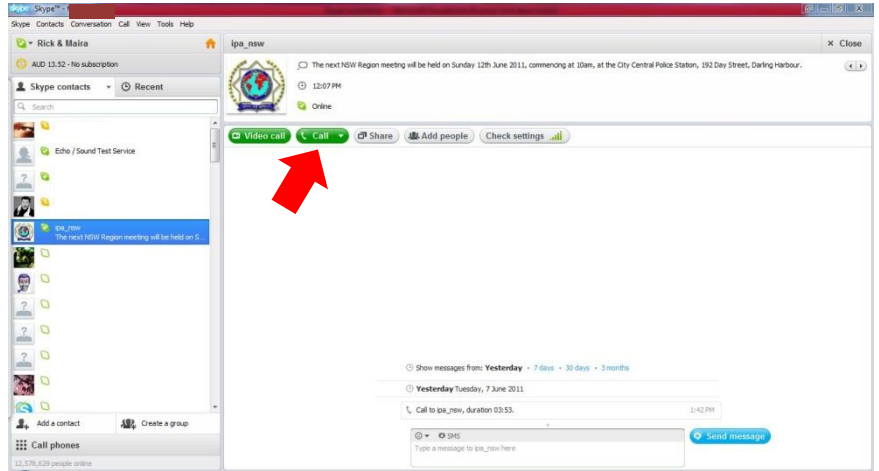 Skype™ -
Skype Contacts Conversation Call View Tools Help
Rick & Maira
ipa_nsw
× Close
AUD 13.52 - No subscription
The next NSW Region meeting will be held on Sunday 12th June 2011, commencing at 10am, at the City Central Police Station, 192 Day Street, Darling Harbour.
Skype contacts
Recent
12:07 PM
Search
Online
Video call
Call
Share
Add people
Check settings
Echo / Sound Test Service
ipa_nsw
The next NSW Region meeting will be held on S...
Show messages from: Yesterday • 7 days • 30 days • 3 months
Yesterday Tuesday, 7 June 2011
Call to ipa_nsw, duration 03:53.
1:42 PM
Add a contact
Create a group
SMS
Send message
Type a message to ipa_nsw here
Call phones
12,578,629 people online